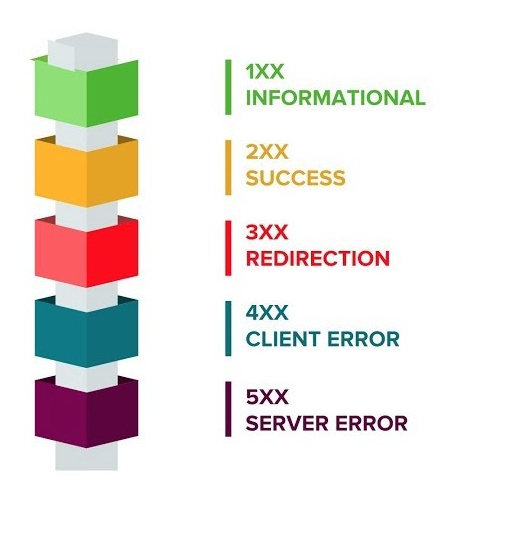 1XX
INFORMATIONAL
2XX
SUCCESS
3XX
REDIRECTION
4XX
CLIENT ERROR
5XX
SERVER ERROR